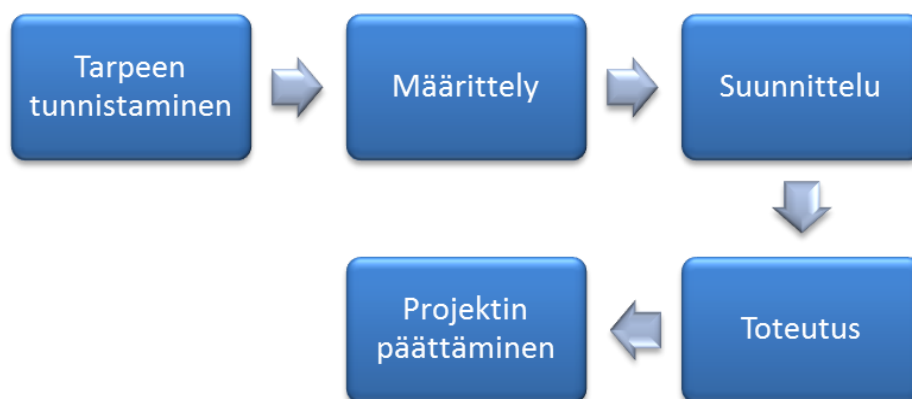 Tarpeen
tunnistaminen
Määrittely
Suunnittelu
Toteutus
Projektin
päättäminen